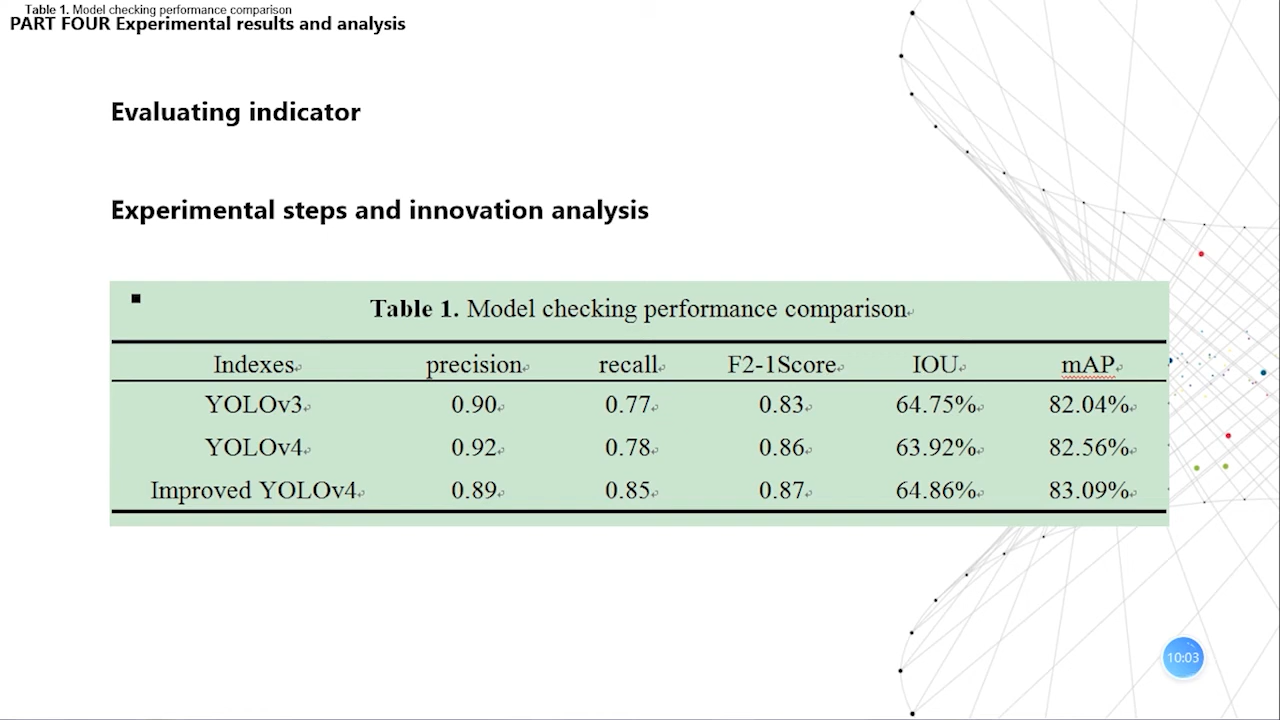 Table 1. Model checking performance comparison
PART FOUR Experimental results and analysis
Evaluating indicator
Experimental steps and innovation analysis
Table 1. Model checking performance comparison
Indexes precision recall F2-1Score IOU mAP
YOLOv3 0.90 0.77 0.83 64.75% 82.04%
YOLOv4 0.92 0.78 0.86 63.92% 82.56%
Improved YOLOv4 0.89 0.85 0.87 64.86% 83.09%
10:03